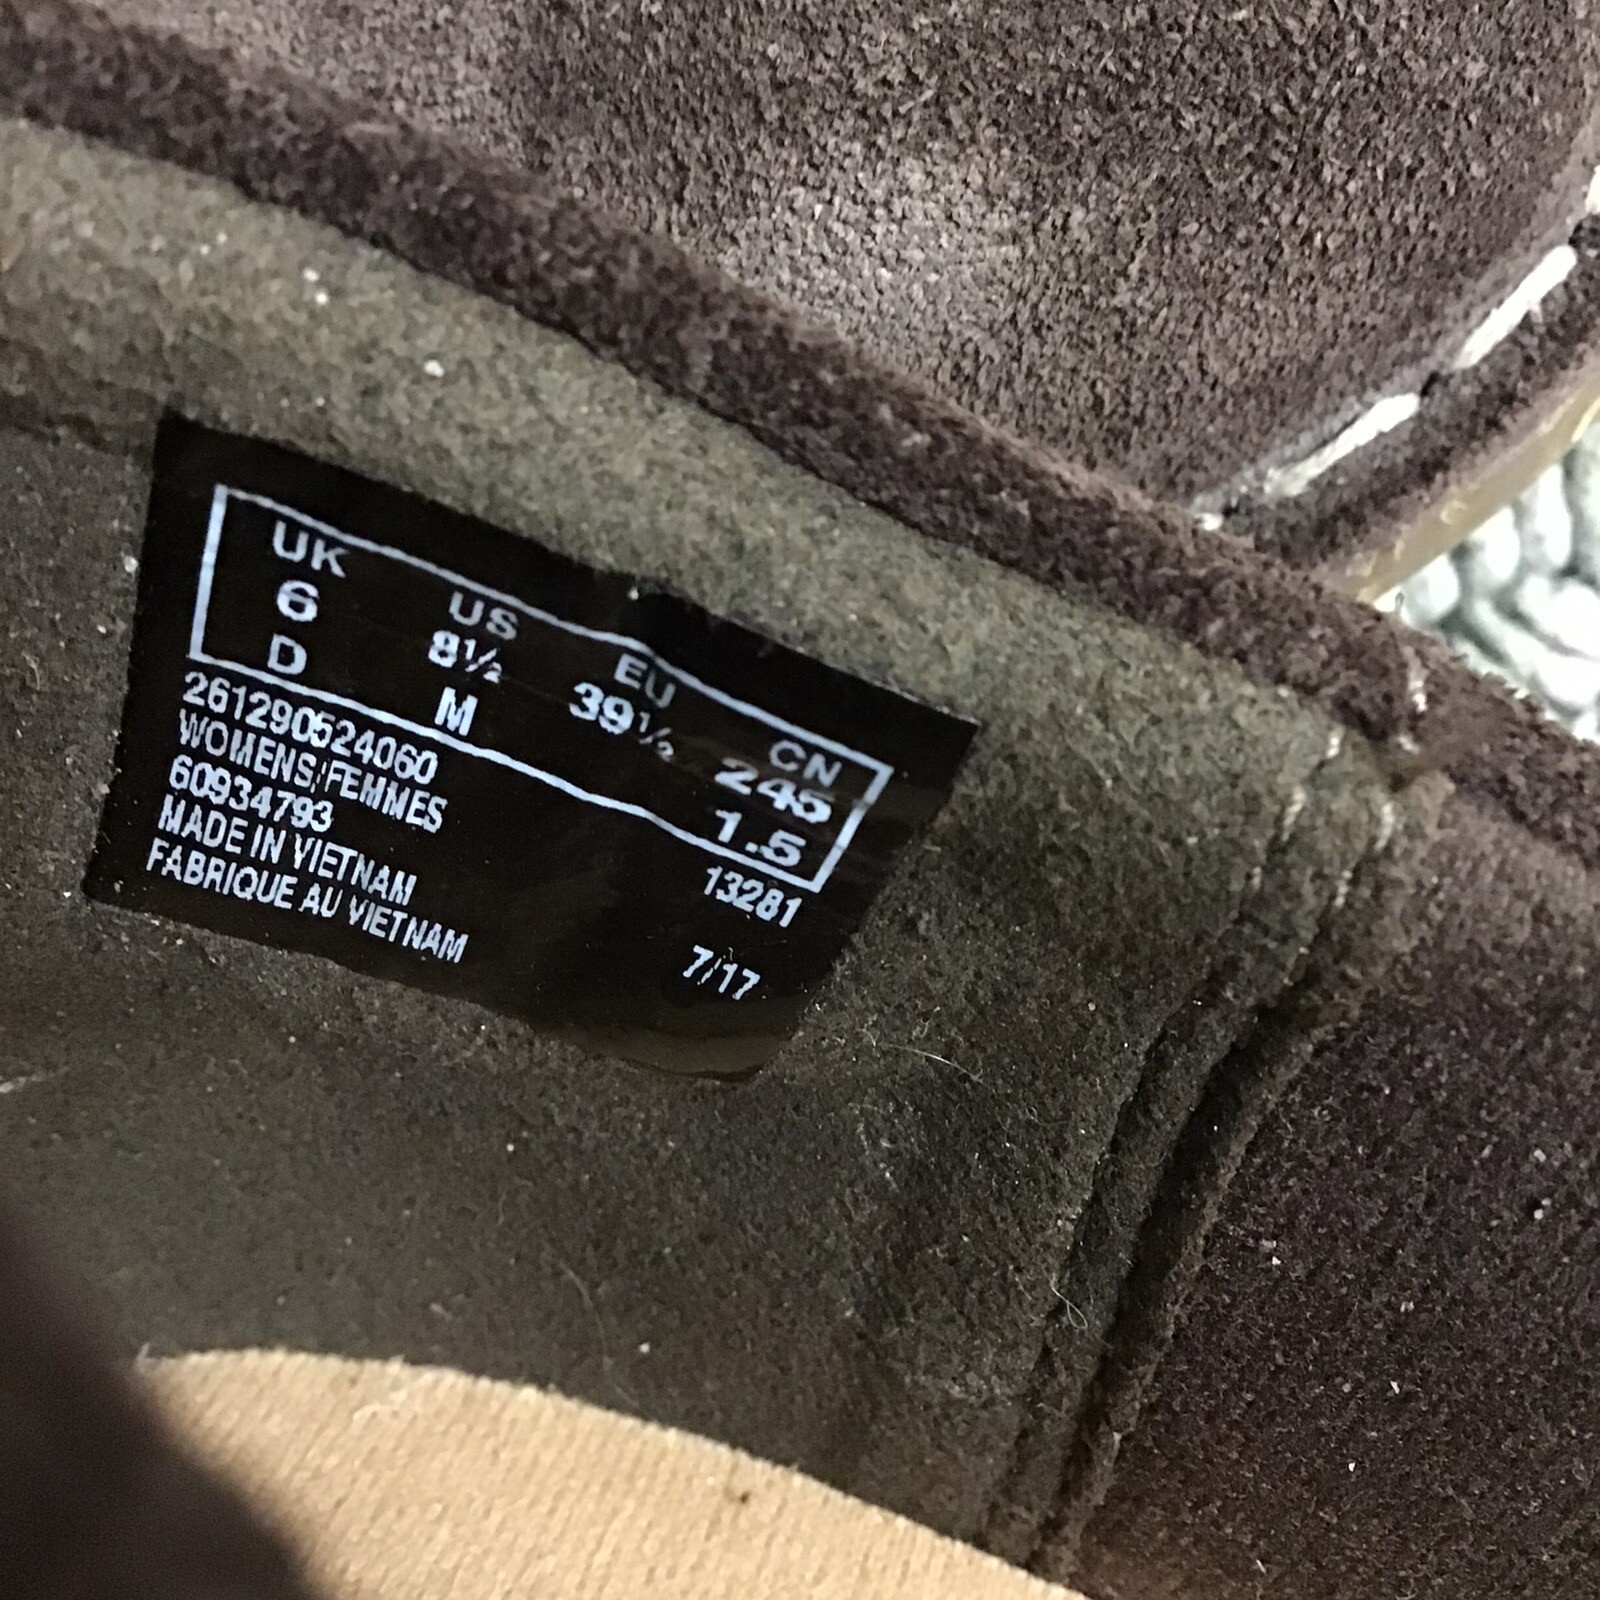 UK US EU CN
6 8½ 39½ 245
D M 1.5
261290524060
WOMENS/FEMMES 13281
60934793
MADE IN VIETNAM
FABRIQUE AU VIETNAM 7/17